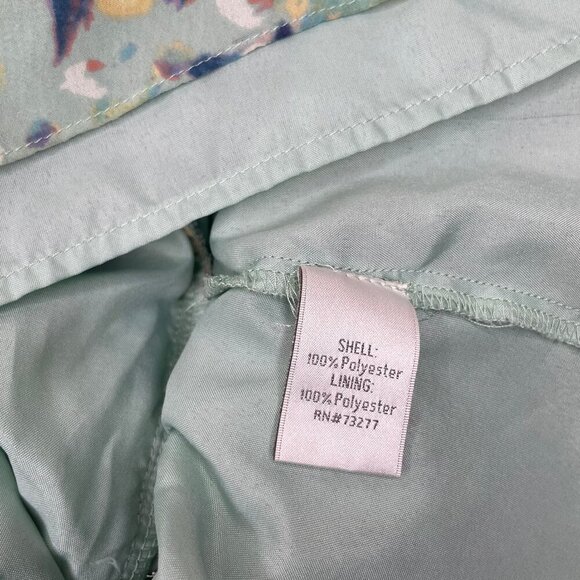 SHELL:
100% Polyester
LINING:
100% Polyester
RN#73277